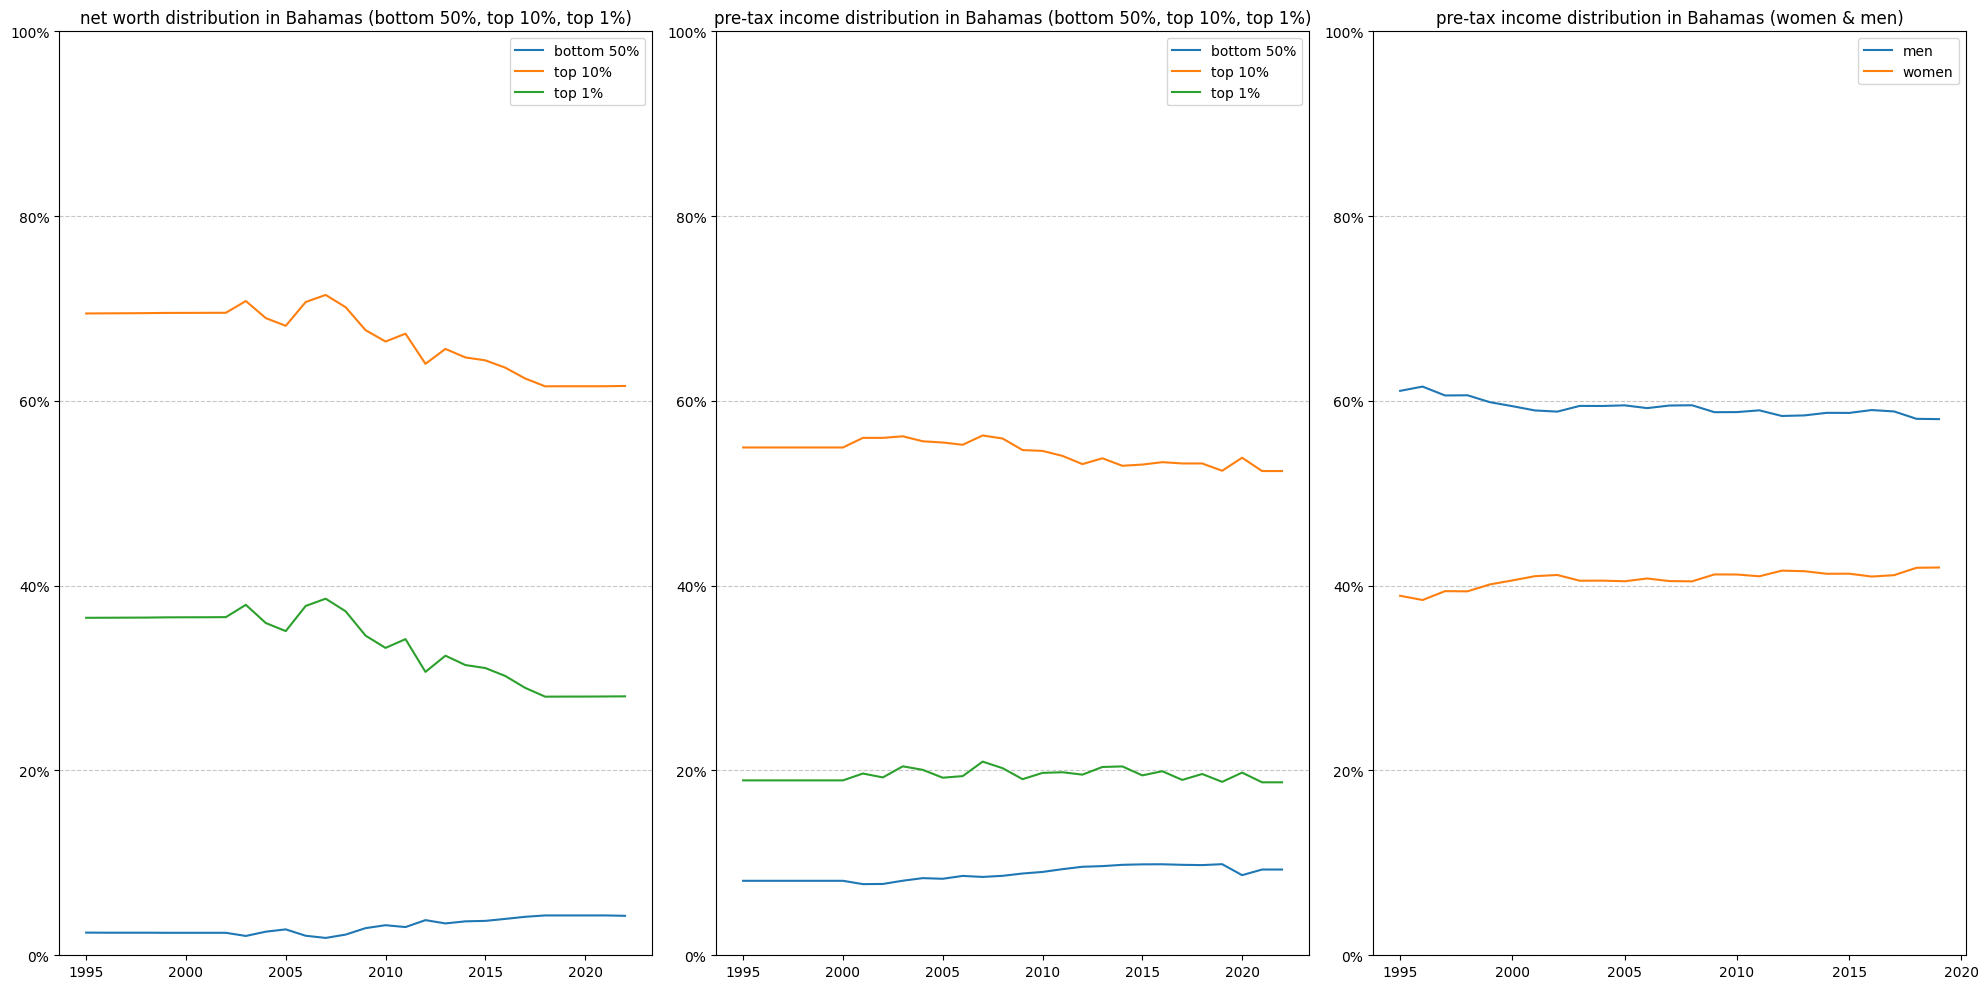 net worth distribution in Bahamas (bottom 50%, top 10%, top 1%)
100%
80%
60%
40%
20%
0%
1995 2000 2005 2010 2015 2020
bottom 50%
top 10%
top 1%
pre-tax income distribution in Bahamas (bottom 50%, top 10%, top 1%)
100%
80%
60%
40%
20%
0%
1995 2000 2005 2010 2015 2020
bottom 50%
top 10%
top 1%
pre-tax income distribution in Bahamas (women & men)
100%
80%
60%
40%
20%
0%
1995 2000 2005 2010 2015 2020
men
women